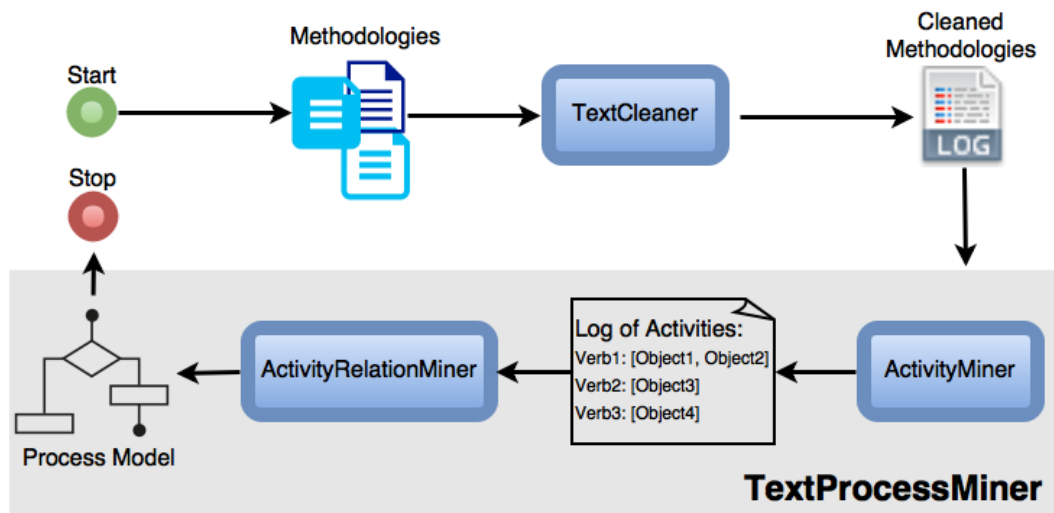 Start
Methodologies
TextCleaner
Cleaned
Methodologies
LOG
Stop
ActivityMiner
Log of Activities:
Verb1: [Object1, Object2]
Verb2: [Object3]
Verb3: [Object4]
ActivityRelationMiner
Process Model
TextProcessMiner